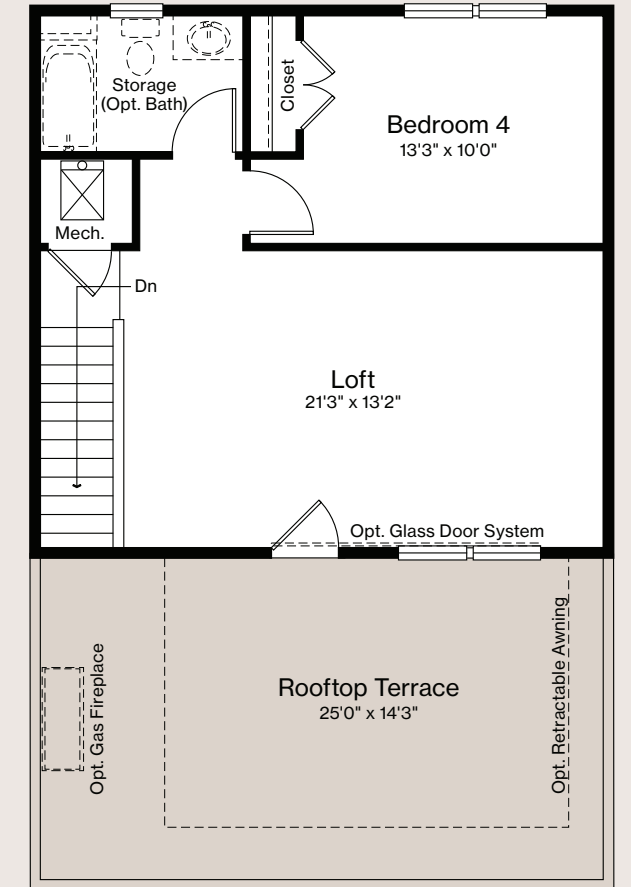 Storage
(Opt. Bath)
Closet
Bedroom 4
13'3" x 10'0"
Mech.
Dn
Loft
21'3" x 13'2"
Opt. Glass Door System
Opt. Gas Fireplace
Rooftop Terrace
25'0" x 14'3"
Opt. Retractable Awning